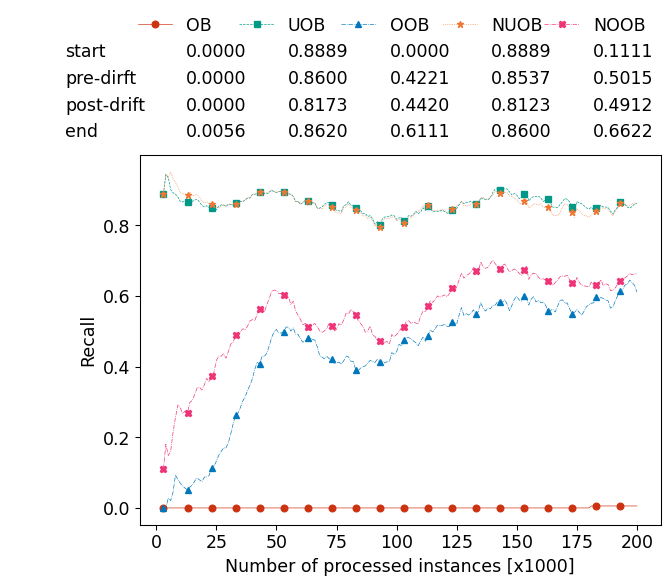 OB UOB OOB NUOB NOOB
start 0.0000 0.8889 0.0000 0.8889 0.1111
pre-dirft 0.0000 0.8600 0.4221 0.8537 0.5015
post-drift 0.0000 0.8173 0.4420 0.8123 0.4912
end 0.0056 0.8620 0.6111 0.8600 0.6622
0.8
0.6
0.4
0.2
0.0
Recall
0 25 50 75 100 125 150 175 200
Number of processed instances [x1000]